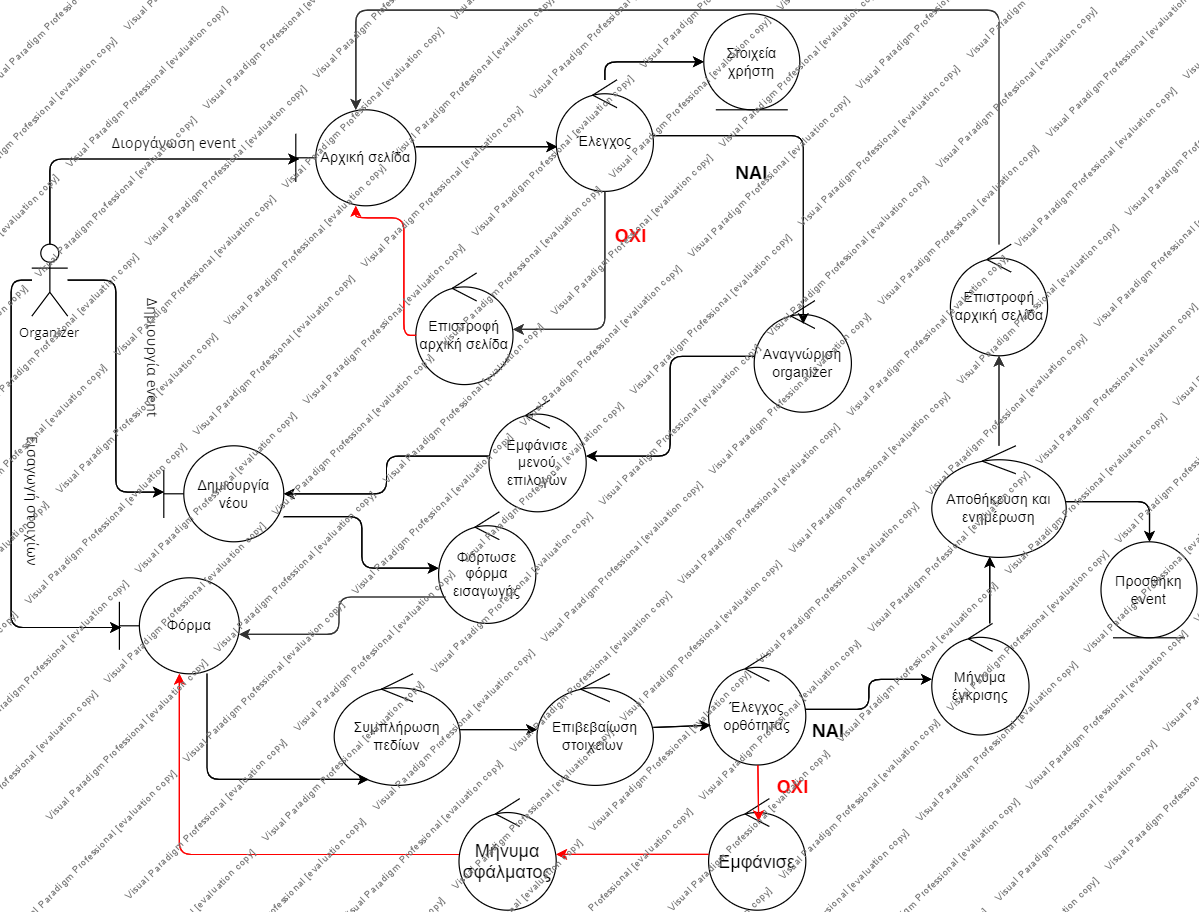 Στοιχεία
χρήστη
Διοργάνωση event
Αρχική σελίδα
Έλεγχος
ΝΑΙ
ΟΧΙ
Organizer
Δημιουργία event
Επιστροφή
αρχική σελίδα
Επιστροφή
αρχική σελίδα
Αναγνώριση
organizer
Εισαγωγή στοιχίων
Εμφάνισε
μενού
επιλογών
Δημιουργία
νέου
Αποθήκευση και
ενημέρωση
Φόρτωσε
φόρμα
εισαγωγής
Προσθήκη
event
Φόρμα
Μήνυμα
έγκρισης
Συμπλήρωση
πεδίων
Επιβεβαίωση
στοιχείων
Έλεγχος
ορθότητας
ΝΑΙ
ΟΧΙ
Μήνυμα
σφάλματος
Εμφάνισε
Visual Paradigm Professional [evaluation copy]